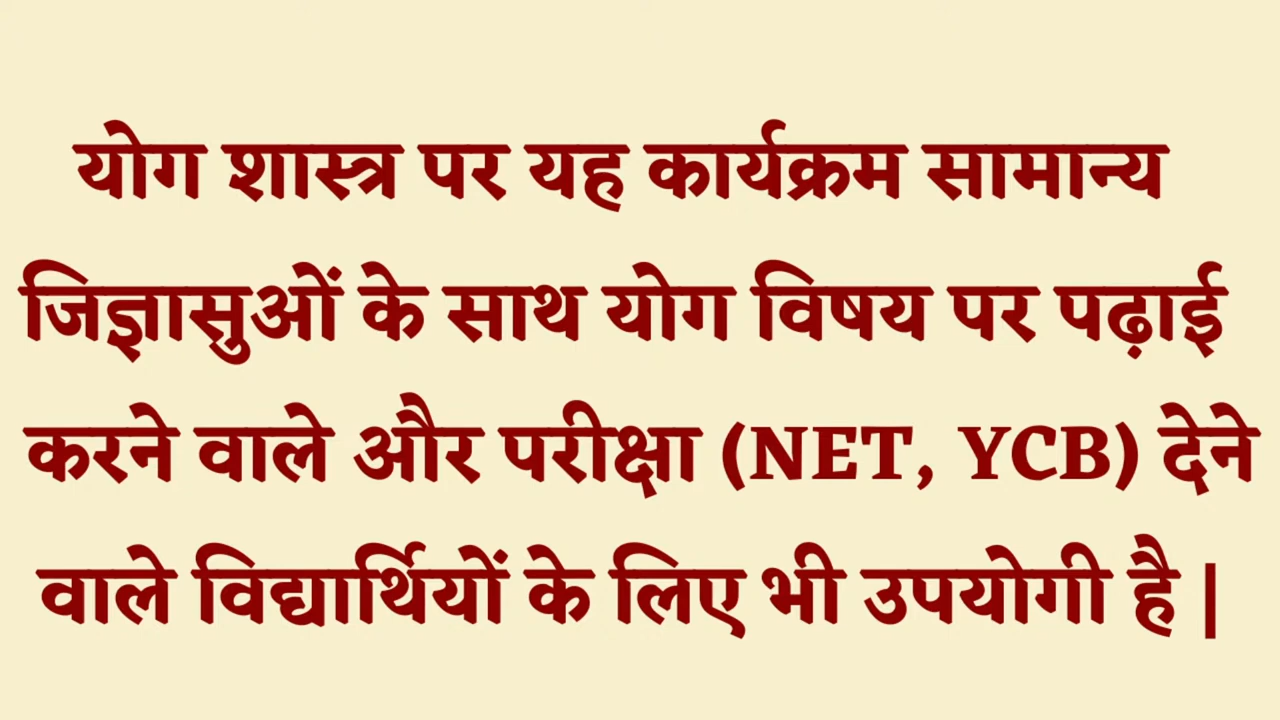 योग शास्त्र पर यह कार्यक्रम सामान्य
जिज्ञासुओं के साथ योग विषय पर पढ़ाई
करने वाले और परीक्षा (NET, YCB) देने
वाले विद्यार्थियों के लिए भी उपयोगी है |